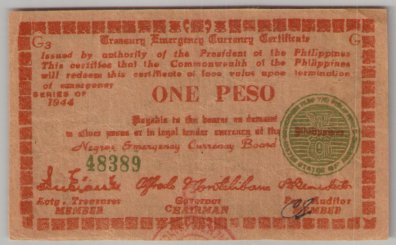 Treasury Emergency Currency Certificate
G3 G
Issued by authority of the President of the Philippines
This certifies that the Commonwealth of the Philippines
will redeem this certificate of face value upon termination
of emergency
SERIES OF
1944
ONE PESO
Payable to the bearer on demand
in silver pesos or in legal tender currency of the Philippines
Negros Emergency Currency Board
48389
Actg. Treasurer Governor Auditor
MEMBER CHAIRMAN MEMBER